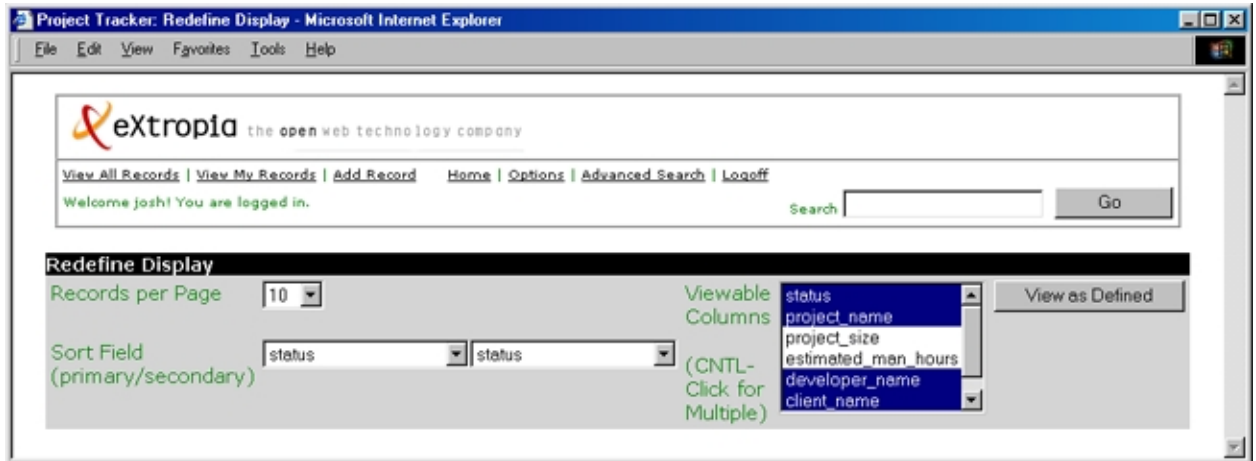 Project Tracker: Redefine Display - Microsoft Internet Explorer
File Edit View Favorites Tools Help
eXtropia the open web technology company
View All Records | View My Records | Add Record Home | Options | Advanced Search | Logoff
Welcome josh! You are logged in.
Search Go
Redefine Display
Records per Page 10
Sort Field
(primary/secondary)
status status
Viewable
Columns
(CNTL-
Click for
Multiple)
status
project_name
project_size
estimated_man_hours
developer_name
client_name
View as Defined